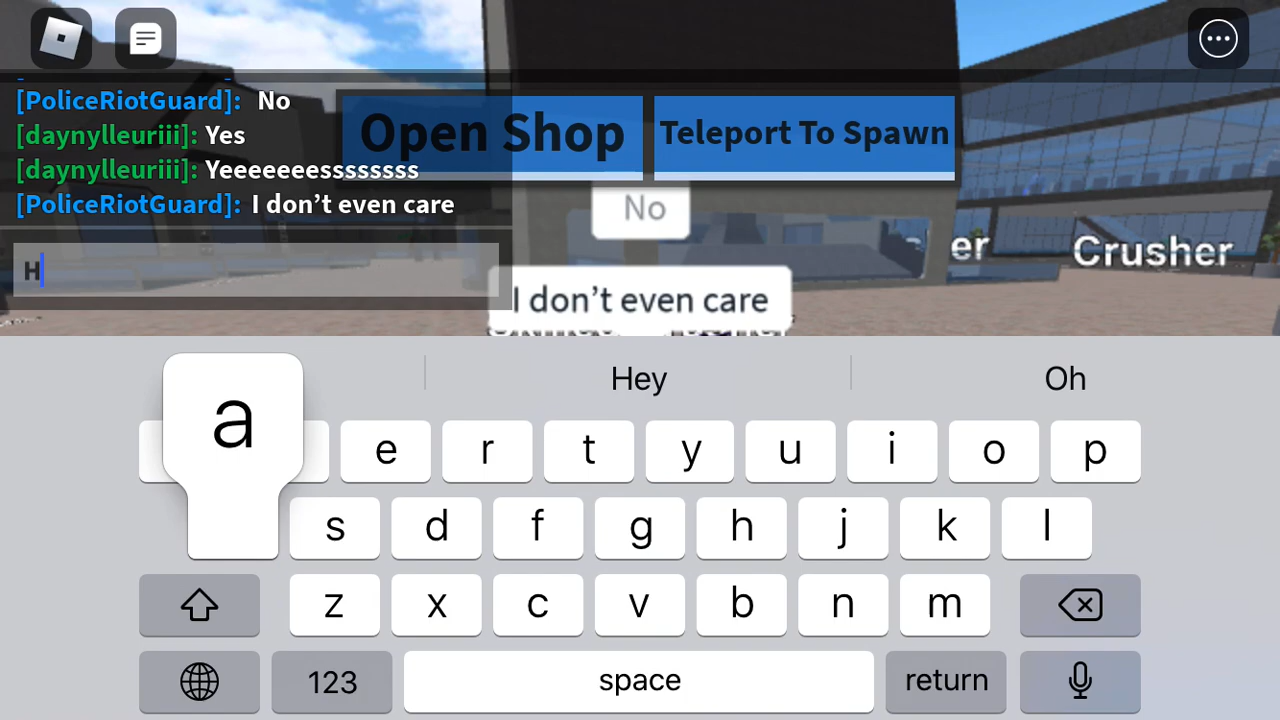 [PoliceRiotGuard]: No
[daynylleuriii]: Yes
[daynylleuriii]: Yeeeeeeessssssss
[PoliceRiotGuard]: I don’t even care
H
Open Shop
Teleport To Spawn
No
er
Crusher
I don’t even care
Hey
Oh
a
e r t y u i o p
s d f g h j k l
z x c v b n m
123
space
return